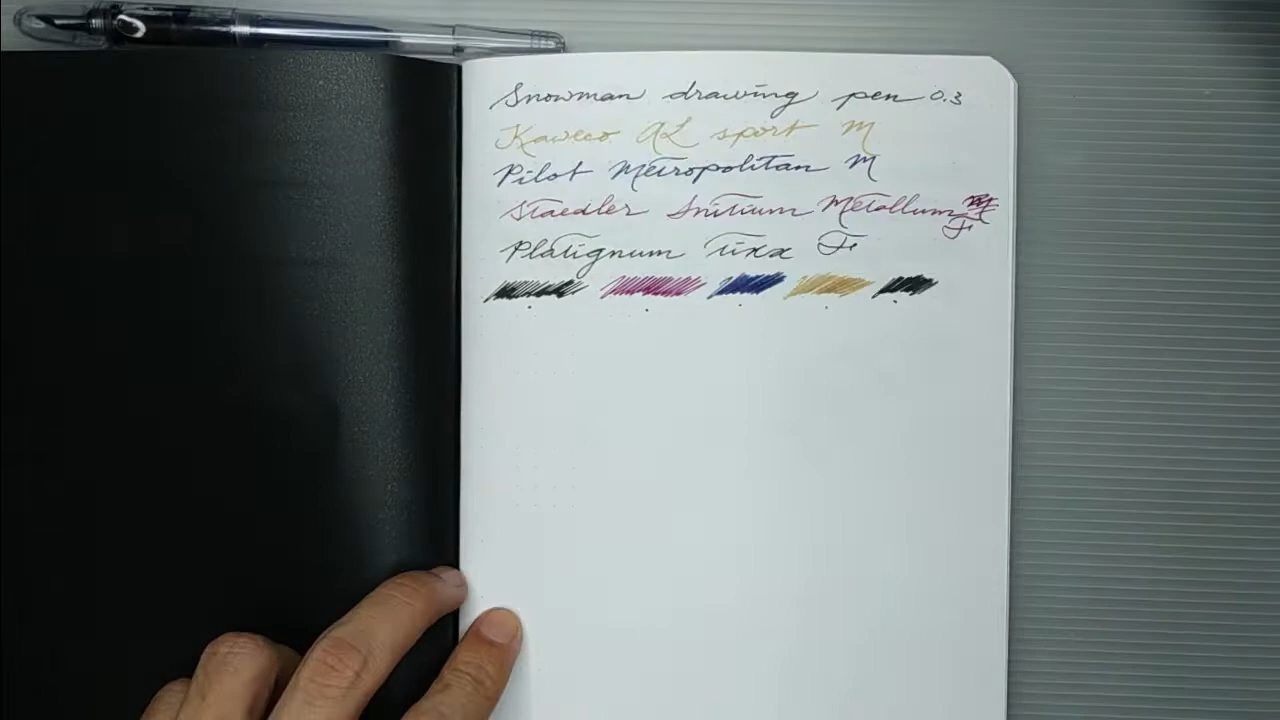 Snowman drawing pen 0.3
Kaweco AL sport M
Pilot Metropolitan M
Staedler Initium Metallum F
Platignum Tixx F